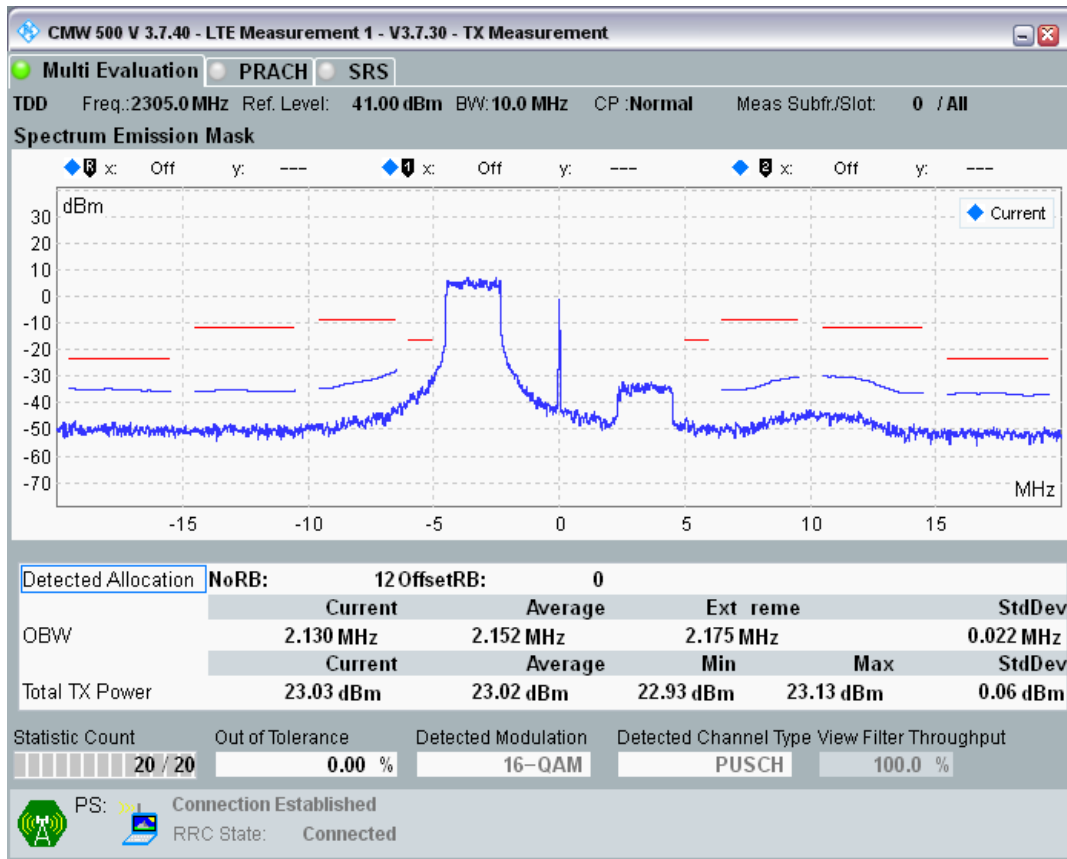 CMW 500 V 3.7.40 - LTE Measurement 1 - V3.7.30 - TX Measurement
Multi Evaluation PRACH SRS
TDD Freq.:2305.0 MHz Ref. Level: 41.00 dBm BW:10.0 MHz CP :Normal Meas Subfr./Slot: 0 / All
Spectrum Emission Mask
R x: Off y: --- 1 x: Off y: --- 2 x: Off y: ---
dBm
Current
30
20
10
0
-10
-20
-30
-40
-50
-60
-70
MHz
-15 -10 -5 0 5 10 15
Detected Allocation NoRB: 12 OffsetRB: 0
Current Average Ext reme StdDev
OBW 2.130 MHz 2.152 MHz 2.175 MHz 0.022 MHz
Current Average Min Max StdDev
Total TX Power 23.03 dBm 23.02 dBm 22.93 dBm 23.13 dBm 0.06 dBm
Statistic Count Out of Tolerance Detected Modulation Detected Channel Type View Filter Throughput
20 / 20 0.00 % 16-QAM PUSCH 100.0 %
PS: Connection Established
RRC State: Connected